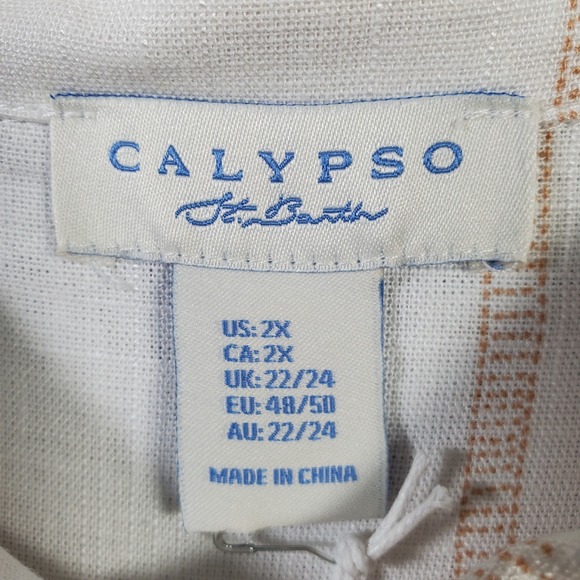 CALYPSO
St. Barth
US: 2X
CA: 2X
UK: 22/24
EU: 48/50
AU: 22/24
MADE IN CHINA